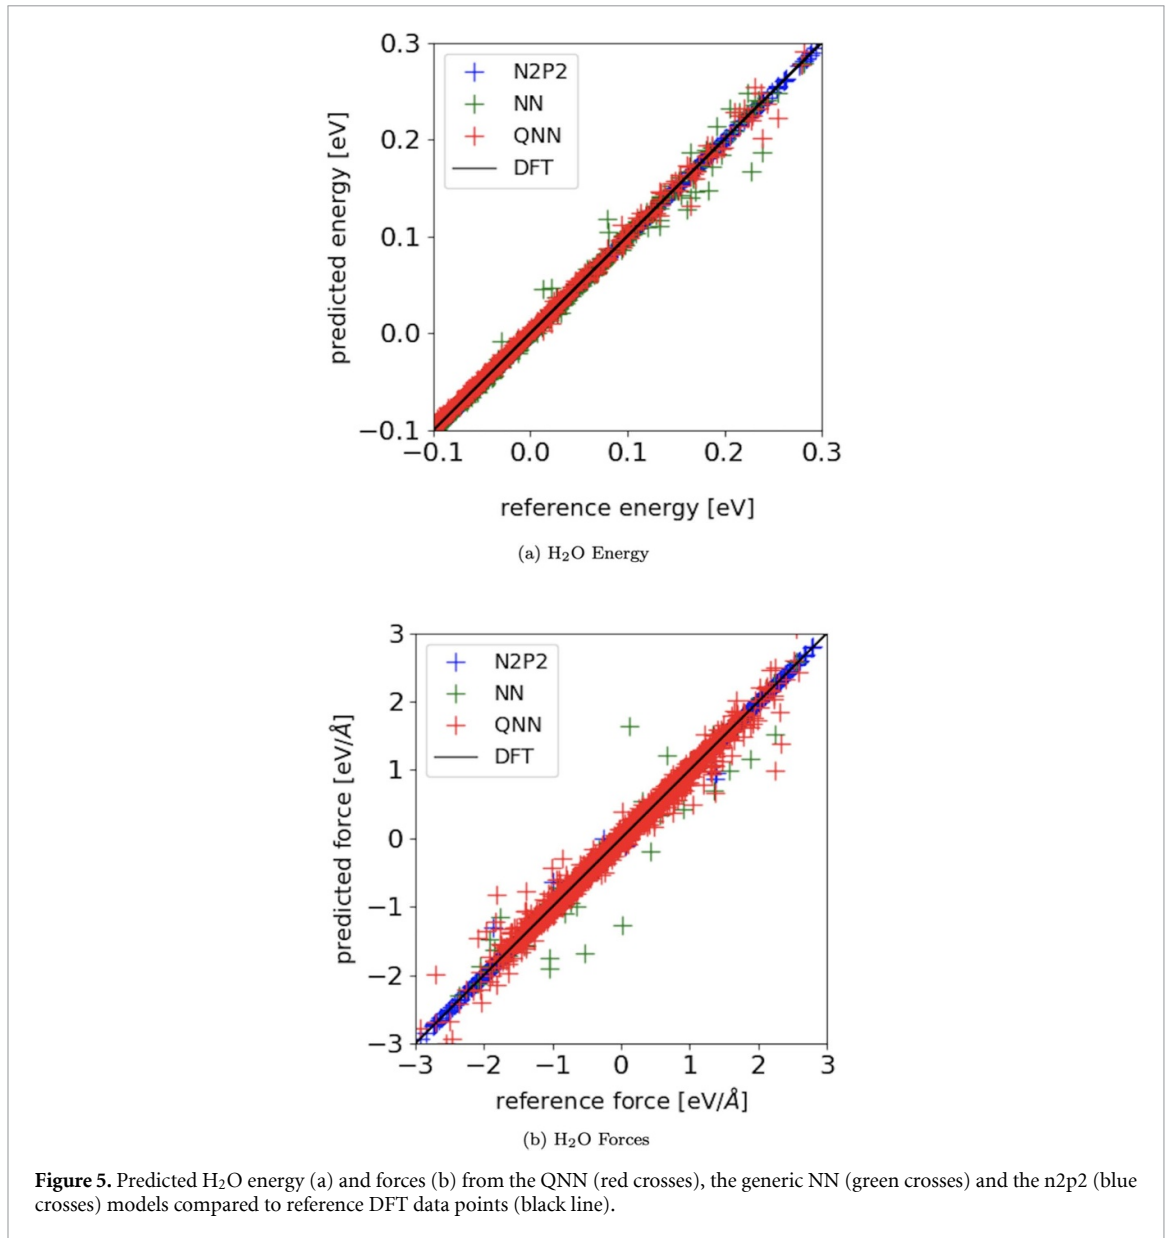 0.3
0.2
0.1
0.0
−0.1
predicted energy [eV]
N2P2
NN
QNN
DFT
−0.1 0.0 0.1 0.2 0.3
reference energy [eV]
(a) H₂O Energy
3
2
1
0
−1
−2
−3
predicted force [eV/Å]
N2P2
NN
QNN
DFT
−3 −2 −1 0 1 2 3
reference force [eV/Å]
(b) H₂O Forces
Figure 5. Predicted H₂O energy (a) and forces (b) from the QNN (red crosses), the generic NN (green crosses) and the n2p2 (blue
crosses) models compared to reference DFT data points (black line).